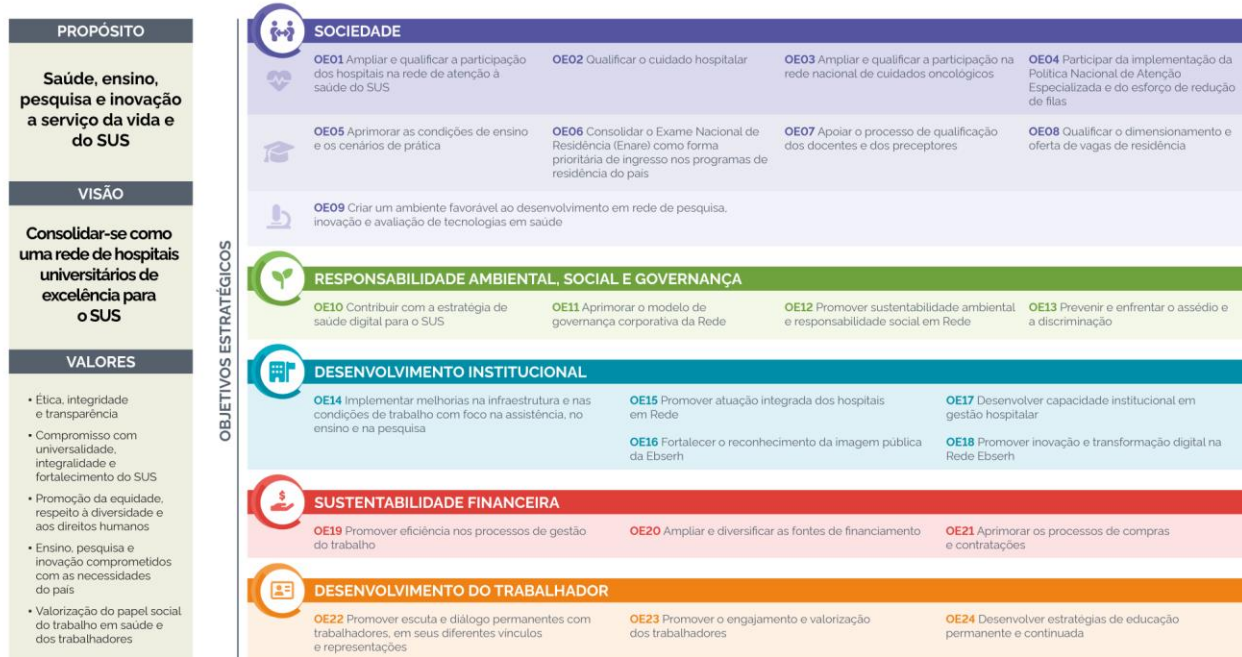 PROPÓSITO
Saúde, ensino,
pesquisa e inovação
a serviço da vida e
do SUS
VISÃO
Consolidar-se como
uma rede de hospitais
universitários de
excelência para
o SUS
VALORES
• Ética, integridade
e transparência
• Compromisso com
universalidade,
integralidade e
fortalecimento do SUS
• Promoção da equidade,
respeito à diversidade e
aos direitos humanos
• Ensino, pesquisa e
inovação comprometidos
com as necessidades
do país
• Valorização do papel social
do trabalho em saúde e
dos trabalhadores
OBJETIVOS ESTRATÉGICOS
SOCIEDADE
OE01 Ampliar e qualificar a participação
dos hospitais na rede de atenção à
saúde do SUS
OE02 Qualificar o cuidado hospitalar
OE03 Ampliar e qualificar a participação na
rede nacional de cuidados oncológicos
OE04 Participar da implementação da
Política Nacional de Atenção
Especializada e do esforço de redução
de filas
OE05 Aprimorar as condições de ensino
e os cenários de prática
OE06 Consolidar o Exame Nacional de
Residência (Enare) como forma
prioritária de ingresso nos programas de
residência do país
OE07 Apoiar o processo de qualificação
dos docentes e dos preceptores
OE08 Qualificar o dimensionamento e
oferta de vagas de residência
OE09 Criar um ambiente favorável ao desenvolvimento em rede de pesquisa,
inovação e avaliação de tecnologias em saúde
RESPONSABILIDADE AMBIENTAL, SOCIAL E GOVERNANÇA
OE10 Contribuir com a estratégia de
saúde digital para o SUS
OE11 Aprimorar o modelo de
governança corporativa da Rede
OE12 Promover sustentabilidade ambiental
e responsabilidade social em Rede
OE13 Prevenir e enfrentar o assédio e
a discriminação
DESENVOLVIMENTO INSTITUCIONAL
OE14 Implementar melhorias na infraestrutura e nas
condições de trabalho com foco na assistência, no
ensino e na pesquisa
OE15 Promover atuação integrada dos hospitais
em Rede
OE16 Fortalecer o reconhecimento da imagem pública
da Ebserh
OE17 Desenvolver capacidade institucional em
gestão hospitalar
OE18 Promover inovação e transformação digital na
Rede Ebserh
$
SUSTENTABILIDADE FINANCEIRA
OE19 Promover eficiência nos processos de gestão
do trabalho
OE20 Ampliar e diversificar as fontes de financiamento
OE21 Aprimorar os processos de compras
e contratações
DESENVOLVIMENTO DO TRABALHADOR
OE22 Promover escuta e diálogo permanentes com
trabalhadores, em seus diferentes vínculos
e representações
OE23 Promover o engajamento e valorização
dos trabalhadores
OE24 Desenvolver estratégias de educação
permanente e continuada